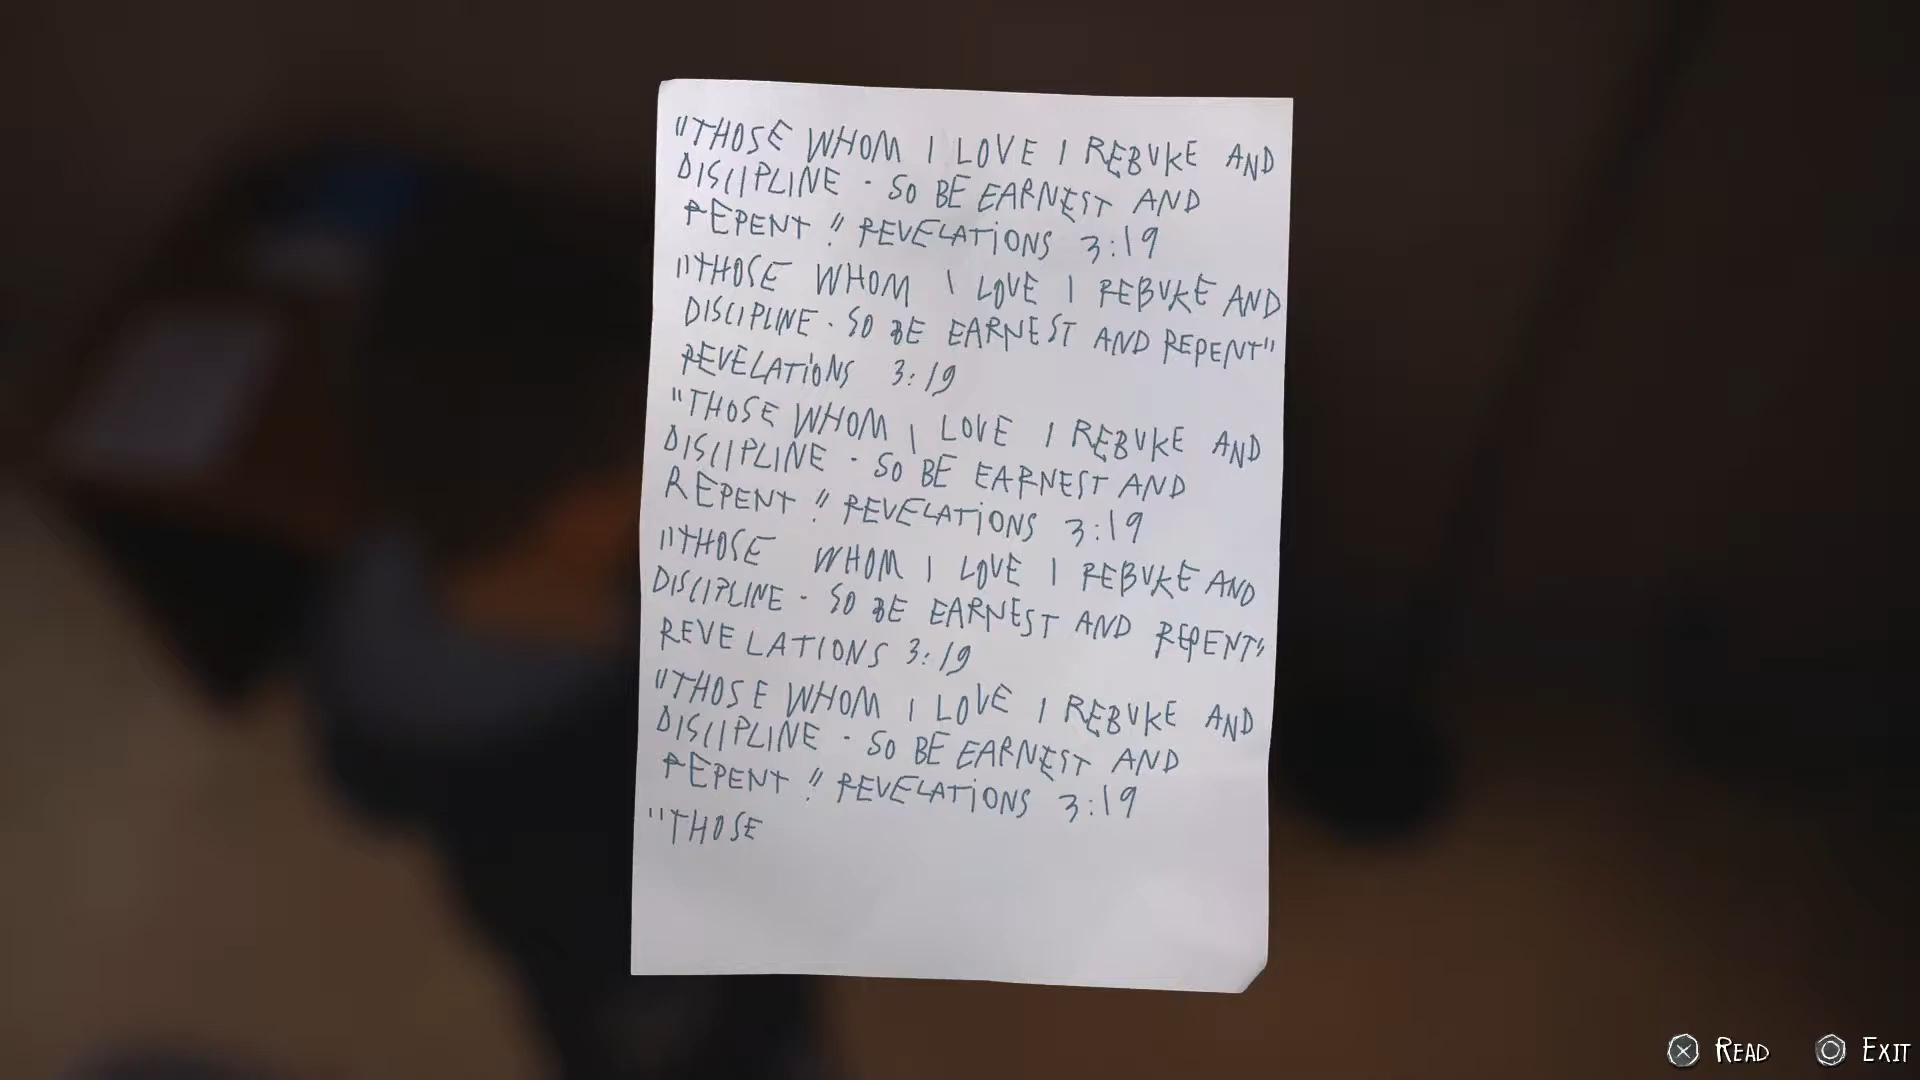 "THOSE WHOM I LOVE I REBUKE AND
DISCIPLINE - SO BE EARNEST AND
REPENT" REVELATIONS 3:19
"THOSE WHOM I LOVE I REBUKE AND
DISCIPLINE - SO BE EARNEST AND REPENT"
REVELATIONS 3:19
"THOSE WHOM I LOVE I REBUKE AND
DISCIPLINE - SO BE EARNEST AND
REPENT" REVELATIONS 3:19
"THOSE WHOM I LOVE I REBUKE AND
DISCIPLINE - SO BE EARNEST AND REPENT"
REVELATIONS 3:19
"THOSE WHOM I LOVE I REBUKE AND
DISCIPLINE - SO BE EARNEST AND
REPENT" REVELATIONS 3:19
"THOSE
READ EXIT